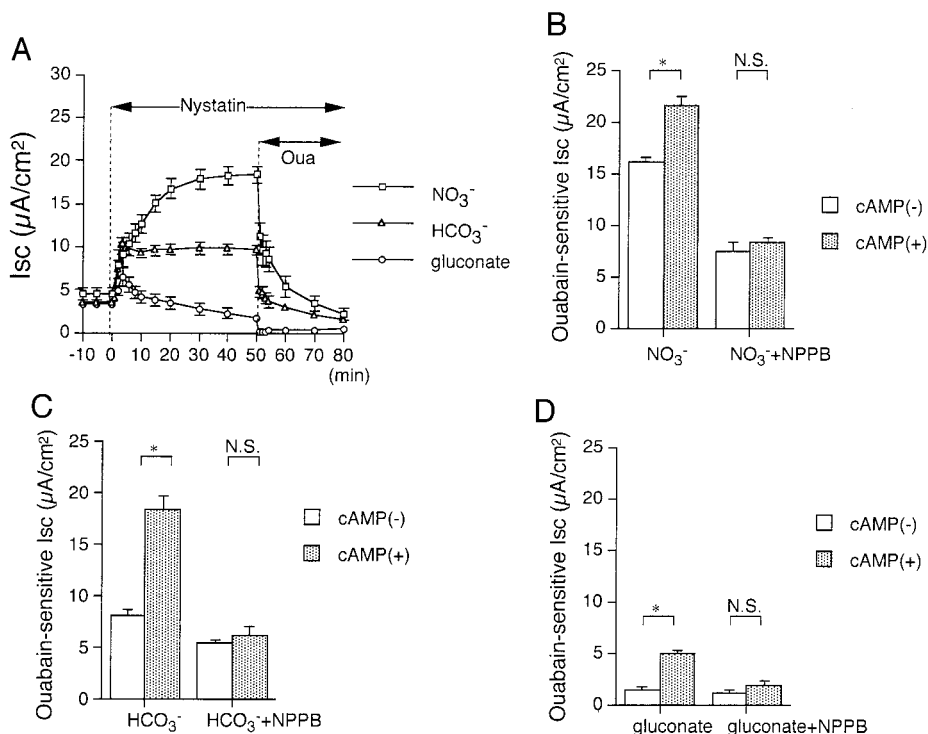 A
Isc (µA/cm²)
30
25
20
15
10
5
0
Nystatin
Oua
NO₃⁻
HCO₃⁻
gluconate
-10 0 10 20 30 40 50 60 70 80
(min)
B
Ouabain-sensitive Isc (µA/cm²)
25
20
15
10
5
0
*
N.S.
cAMP(-)
cAMP(+)
NO₃⁻
NO₃⁻+NPPB
C
Ouabain-sensitive Isc (µA/cm²)
25
20
15
10
5
0
*
N.S.
cAMP(-)
cAMP(+)
HCO₃⁻
HCO₃⁻+NPPB
D
Ouabain-sensitive Isc (µA/cm²)
25
20
15
10
5
0
*
N.S.
cAMP(-)
cAMP(+)
gluconate
gluconate+NPPB